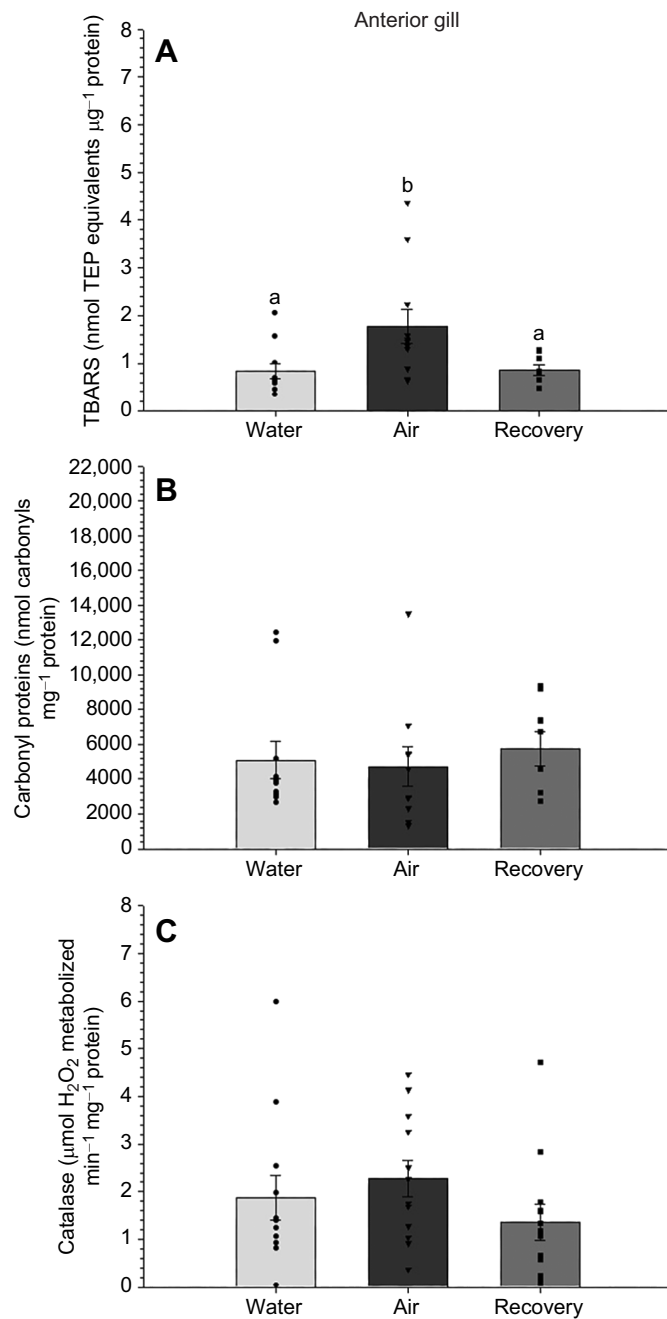 Anterior gill
A
TBARS (nmol TEP equivalents µg⁻¹ protein)
8
7
6
5
4
3
2
1
0
a
b
a
Water
Air
Recovery
B
Carbonyl proteins (nmol carbonyls
mg⁻¹ protein)
22,000
20,000
18,000
16,000
14,000
12,000
10,000
8000
6000
4000
2000
0
Water
Air
Recovery
C
Catalase (µmol H₂O₂ metabolized
min⁻¹ mg⁻¹ protein)
8
7
6
5
4
3
2
1
0
Water
Air
Recovery